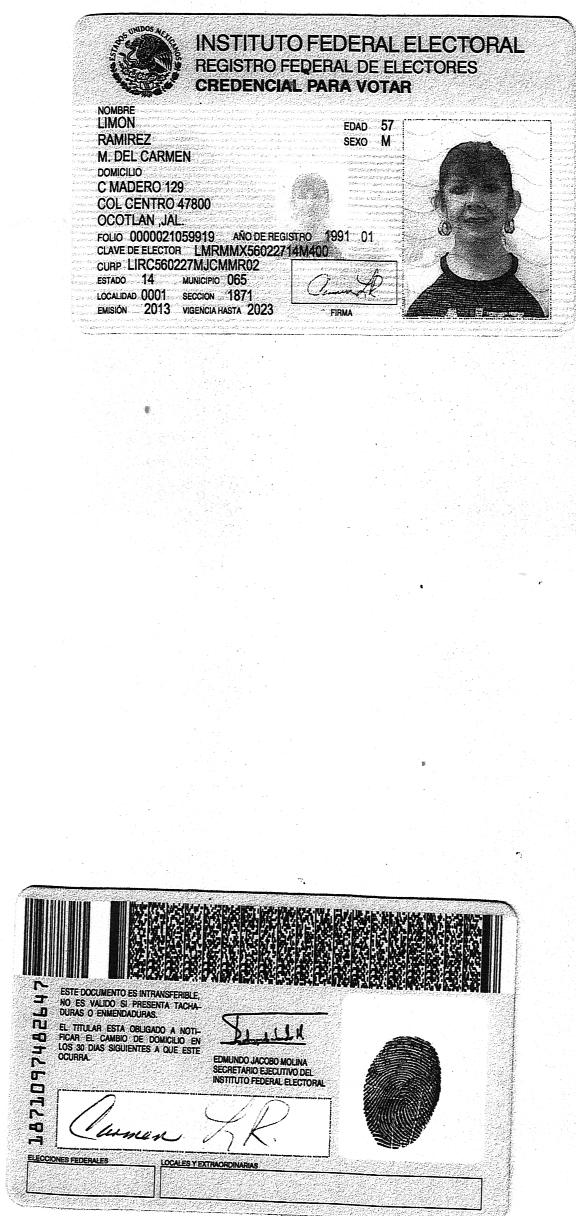 ESTADOS UNIDOS MEXICANOS
INSTITUTO FEDERAL ELECTORAL
REGISTRO FEDERAL DE ELECTORES
CREDENCIAL PARA VOTAR
NOMBRE
LIMON
RAMIREZ
M. DEL CARMEN
EDAD 57
SEXO M
DOMICILIO
C MADERO 129
COL CENTRO 47800
OCOTLAN ,JAL.
FOLIO 0000021059919 AÑO DE REGISTRO 1991 01
CLAVE DE ELECTOR LMRMMX56022714M400
CURP LIRC560227MJCMMR02
ESTADO 14 MUNICIPIO 065
LOCALIDAD 0001 SECCION 1871
EMISIÓN 2013 VIGENCIA HASTA 2023
FIRMA
Carmen L R
1871097482647
ESTE DOCUMENTO ES INTRANSFERIBLE,
NO ES VALIDO SI PRESENTA TACHA-
DURAS O ENMENDADURAS.
EL TITULAR ESTA OBLIGADO A NOTI-
FICAR EL CAMBIO DE DOMICILIO EN
LOS 30 DIAS SIGUIENTES A QUE ESTE
OCURRA.
EDMUNDO JACOBO MOLINA
SECRETARIO EJECUTIVO DEL
INSTITUTO FEDERAL ELECTORAL
Carmen L R.
ELECCIONES FEDERALES
LOCALES Y EXTRAORDINARIAS